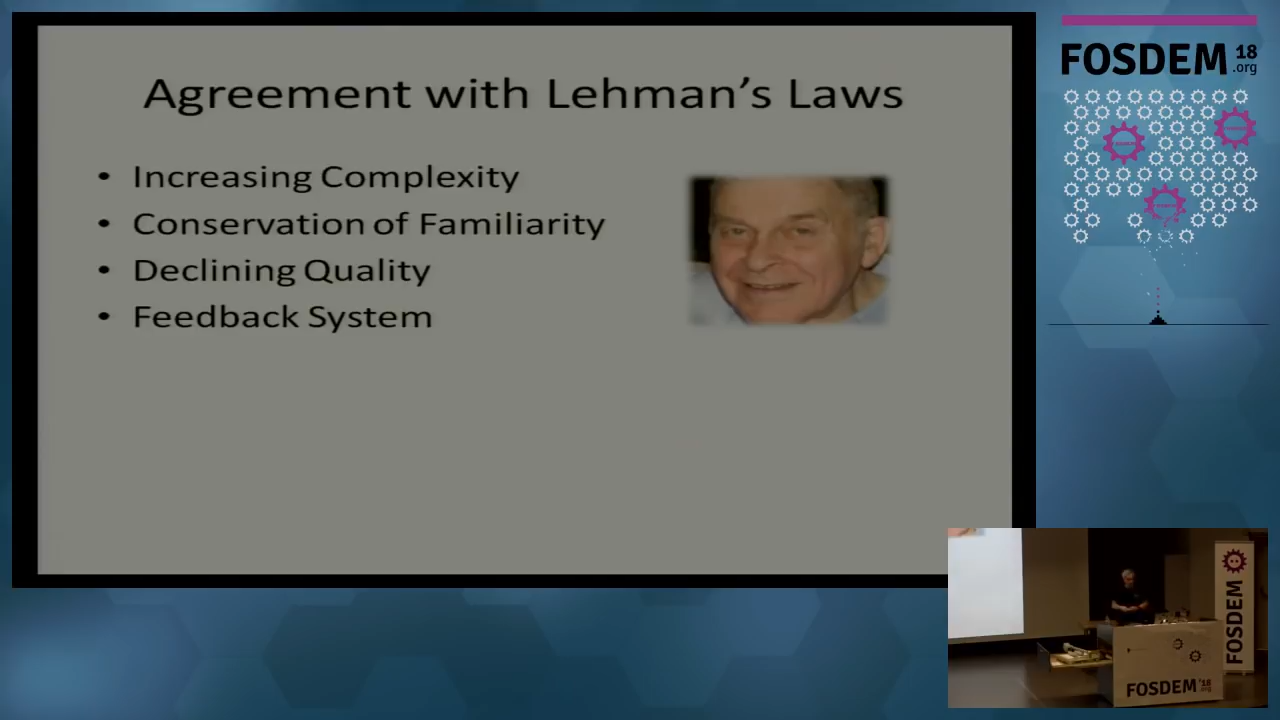 Agreement with Lehman's Laws
• Increasing Complexity
• Conservation of Familiarity
• Declining Quality
• Feedback System
FOSDEM 18
.org
FOSDEM
FOSDEM '18
.org